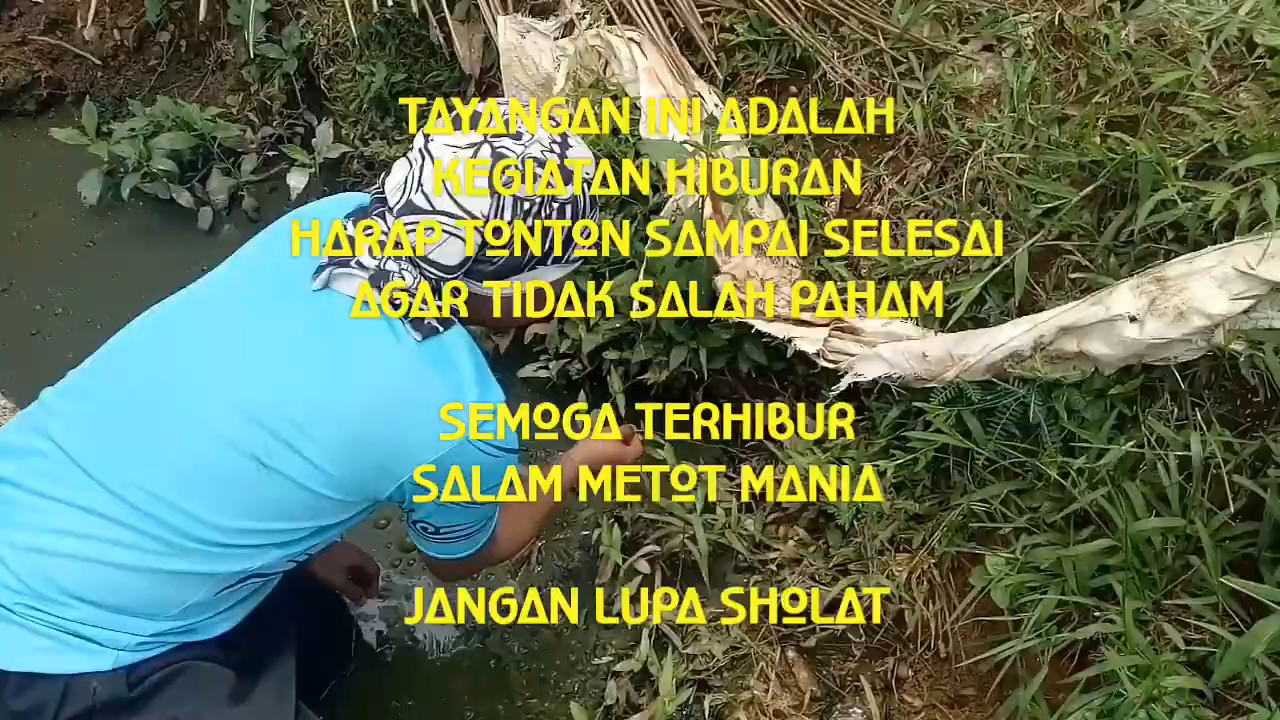 TAYANGAN INI ADALAH
KEGIATAN HIBURAN
HARAP TONTON SAMPAI SELESAI
AGAR TIDAK SALAH PAHAM
SEMOGA TERHIBUR
SALAM METOT MANIA
JANGAN LUPA SHOLAT